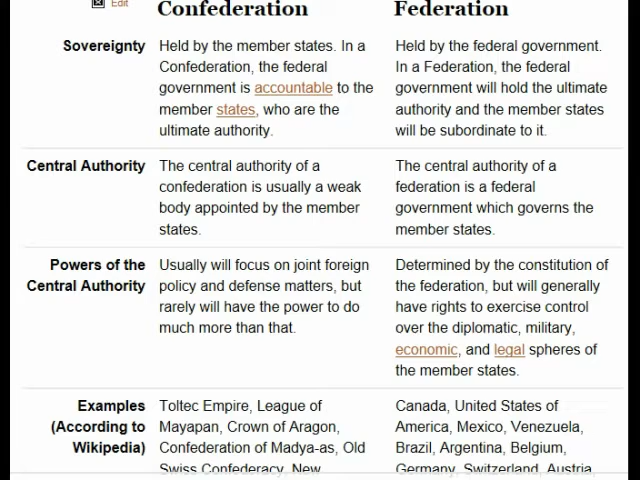 Edit
Confederation
Federation
Sovereignty
Held by the member states. In a
Confederation, the federal
government is accountable to the
member states, who are the
ultimate authority.
Held by the federal government.
In a Federation, the federal
government will hold the ultimate
authority and the member states
will be subordinate to it.
Central Authority
The central authority of a
confederation is usually a weak
body appointed by the member
states.
The central authority of a
federation is a federal
government which governs the
member states.
Powers of the
Central Authority
Usually will focus on joint foreign
policy and defense matters, but
rarely will have the power to do
much more than that.
Determined by the constitution of
the federation, but will generally
have rights to exercise control
over the diplomatic, military,
economic, and legal spheres of
the member states.
Examples
(According to
Wikipedia)
Toltec Empire, League of
Mayapan, Crown of Aragon,
Confederation of Madya-as, Old
Swiss Confederacy, New
Canada, United States of
America, Mexico, Venezuela,
Brazil, Argentina, Belgium,
Germany, Switzerland, Austria,